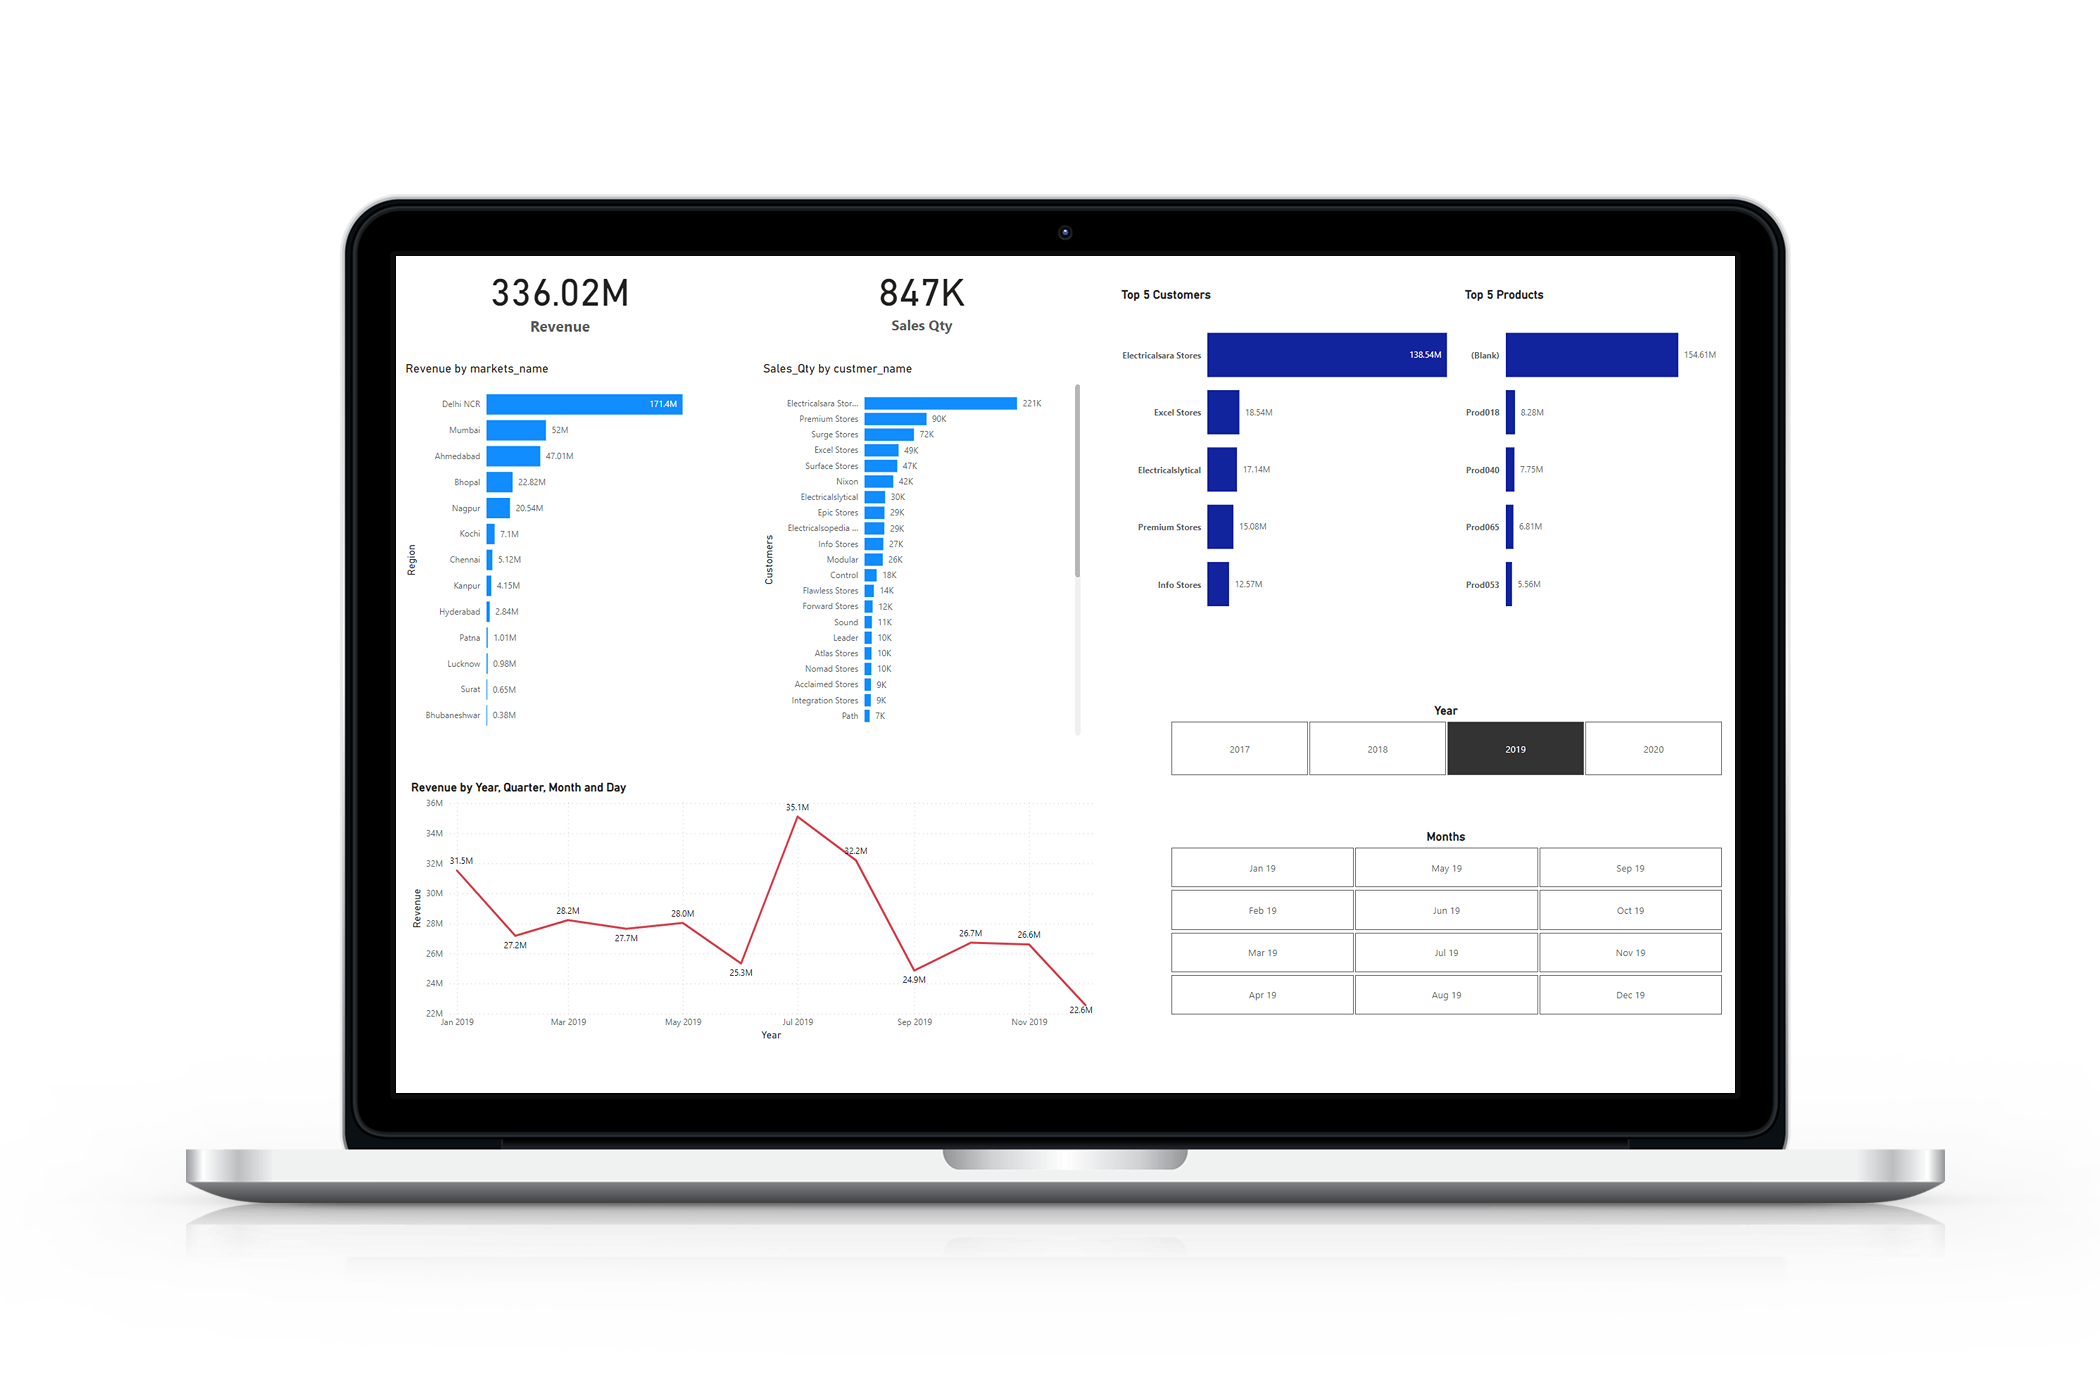 336.02M
Revenue
847K
Sales Qty
Revenue by markets_name
Region
Delhi NCR 171.4M
Mumbai 52M
Ahmedabad 47.01M
Bhopal 22.82M
Nagpur 20.54M
Kochi 7.1M
Chennai 5.12M
Kanpur 4.15M
Hyderabad 2.84M
Patna 1.01M
Lucknow 0.98M
Surat 0.65M
Bhubaneshwar 0.38M
Sales_Qty by custmer_name
Customers
Electricalsara Stor... 221K
Premium Stores 90K
Surge Stores 72K
Excel Stores 49K
Surface Stores 47K
Nixon 42K
Electricalslytical 30K
Epic Stores 29K
Electricalsopedia ... 29K
Info Stores 27K
Modular 26K
Control 18K
Flawless Stores 14K
Forward Stores 12K
Sound 11K
Leader 10K
Atlas Stores 10K
Nomad Stores 10K
Acclaimed Stores 9K
Integration Stores 9K
Path 7K
Top 5 Customers
Electricalsara Stores 138.54M
Excel Stores 18.54M
Electricalslytical 17.14M
Premium Stores 15.08M
Info Stores 12.57M
Top 5 Products
(Blank) 154.61M
Prod018 8.28M
Prod040 7.75M
Prod065 6.81M
Prod053 5.56M
Year
2017 2018 2019 2020
Months
Jan 19 May 19 Sep 19
Feb 19 Jun 19 Oct 19
Mar 19 Jul 19 Nov 19
Apr 19 Aug 19 Dec 19
Revenue by Year, Quarter, Month and Day
Revenue
36M
34M
32M
30M
28M
26M
24M
22M
31.5M
27.2M
28.2M
27.7M
28.0M
25.3M
35.1M
32.2M
24.9M
26.7M
26.6M
22.6M
Jan 2019 Mar 2019 May 2019 Jul 2019 Sep 2019 Nov 2019
Year